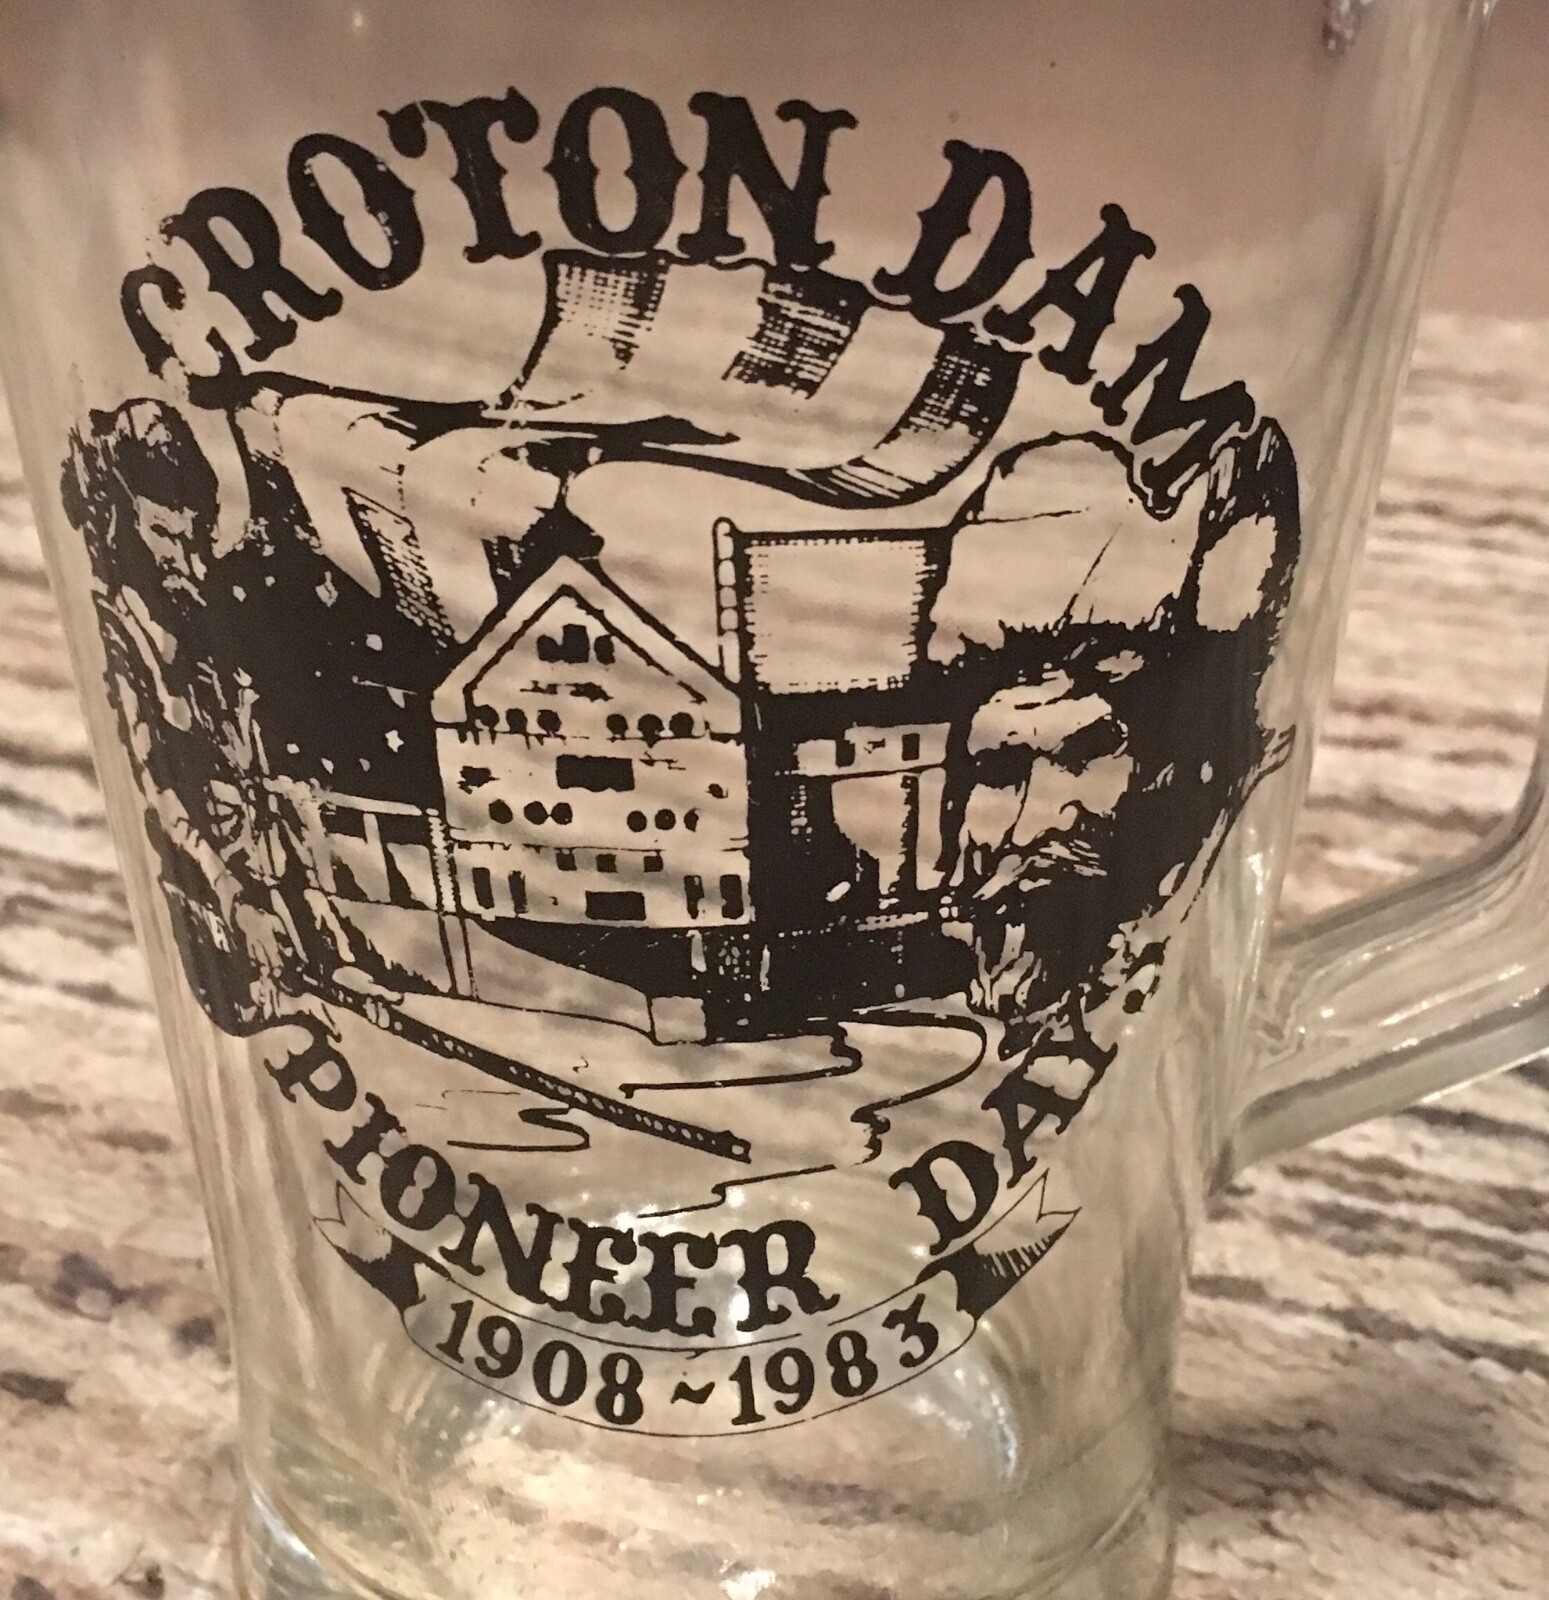 CROTON DAM
PIONEER DAYS
1908~1983